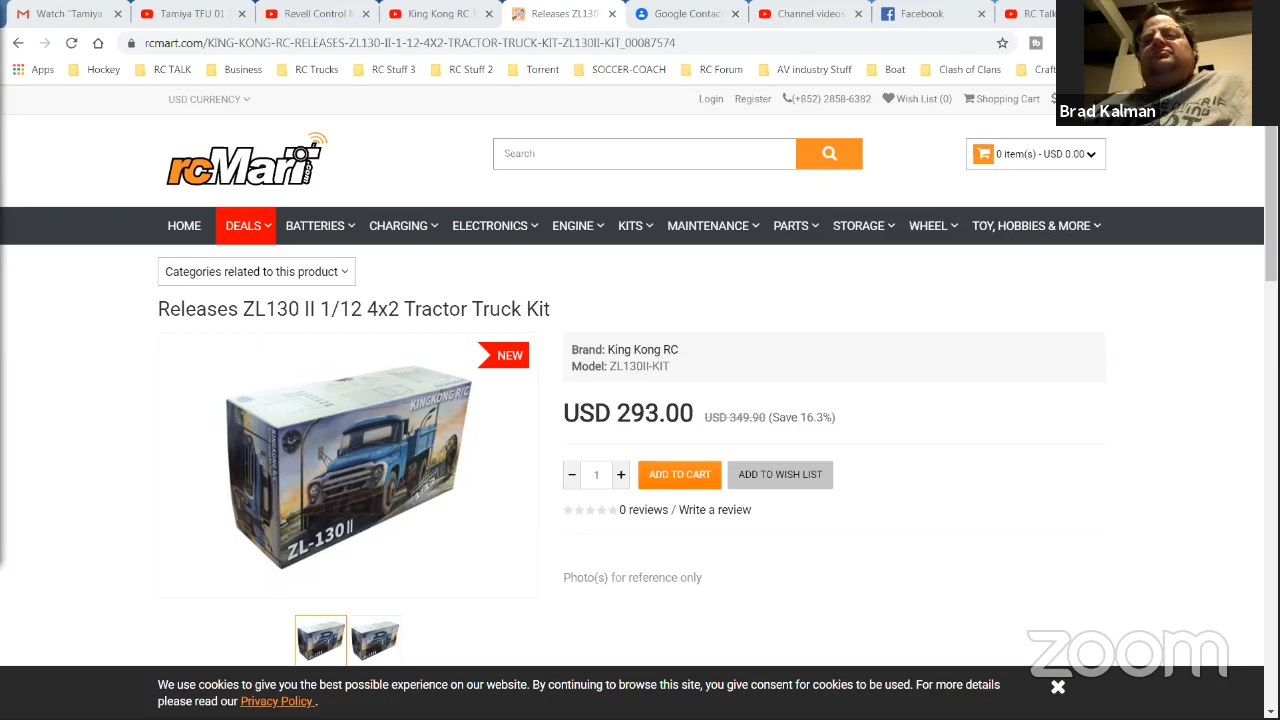 Watch "Tamiya
Tamiya TFU 01
Revell Control
King Kong RC
Releases ZL130
Google Contac
Channel videos
Facebook
RC Talk
rcmart.com/KING-KONG-RC-RELEASES-ZL130-II-1-12-4X2-TRACTOR-TRUCK-KIT-ZL130II-KIT_00087574
Apps Hockey RC TALK Business RC Trucks RC Stuff 3 RC Stuff 2 Torrent SOCCER-COACH RC Forum AV industry Stuff Boat Clash of Clans Craft
Brad Kalman
USD CURRENCY
Login Register (+852) 2858-6382 Wish List (0) Shopping Cart
rcMart.com
Search
0 item(s) - USD 0.00
HOME DEALS BATTERIES CHARGING ELECTRONICS ENGINE KITS MAINTENANCE PARTS STORAGE WHEEL TOY, HOBBIES & MORE
Categories related to this product
Releases ZL130 II 1/12 4x2 Tractor Truck Kit
NEW
KINGKONG R/C
KINGKONG R/C
ZL-130 II
Brand: King Kong RC
Model: ZL130II-KIT
USD 293.00 USD 349.90 (Save 16.3%)
− 1 + ADD TO CART ADD TO WISH LIST
0 reviews / Write a review
Photo(s) for reference only
zoom
We use cookies to give you the best possible experience on our website. By continuing to browse this site, you give consent for cookies to be used. For more details
please read our Privacy Policy .